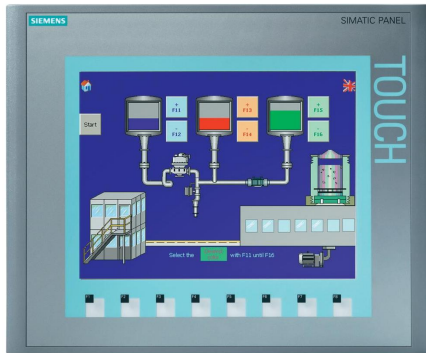 SIEMENS
SIMATIC PANEL
TOUCH
Start
+
F11
-
F12
+
F13
-
F14
+
F15
-
F16
Select the
with F11 until F16